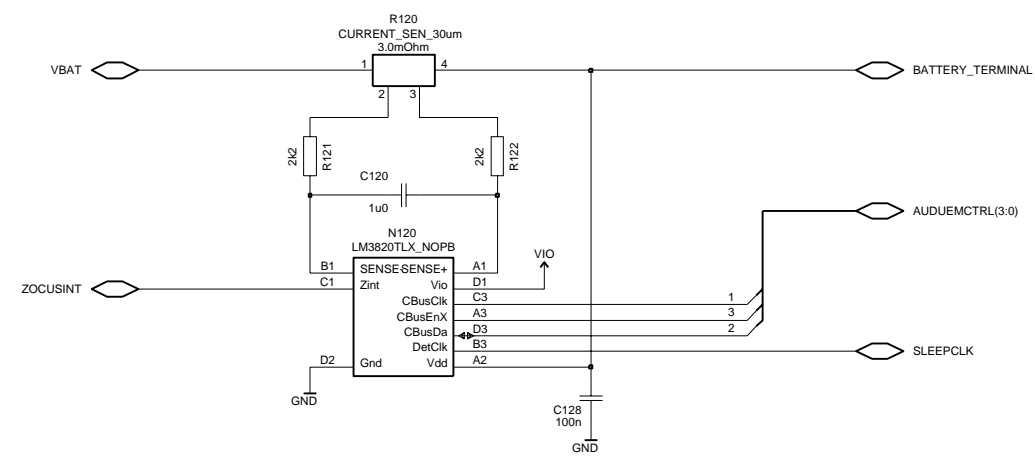 R120
CURRENT_SEN_30um
3.0mOhm
VBAT
1
4
BATTERY_TERMINAL
2
3
2k2
R121
2k2
R122
C120
1u0
AUDUEMCTRL(3:0)
N120
LM3820TLX_NOPB
VIO
B1
SENSE-
SENSE+
A1
ZOCUSINT
C1
Zint
Vio
D1
CBusClk
C3
1
CBusEnX
A3
3
CBusDa
D3
2
DetClk
B3
SLEEPCLK
D2
Gnd
Vdd
A2
GND
C128
100n
GND